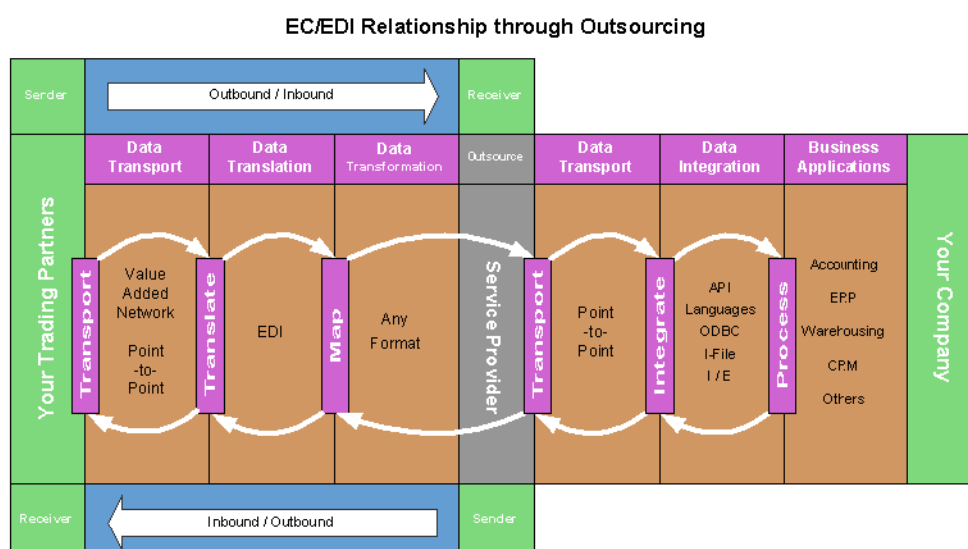 EC/EDI Relationship through Outsourcing
Sender
Outbound / Inbound
Receiver
Your Trading Partners
Data
Transport
Data
Translation
Data
Transformation
Outsource
Data
Transport
Data
Integration
Business
Applications
Your Company
Transport
Value
Added
Network
Point
-to-
Point
Translate
EDI
Map
Any
Format
Service Provider
Transport
Point
-to-
Point
Integrate
API
Languages
ODBC
I-File
I / E
Process
Accounting
ERP
Warehousing
CRM
Others
Receiver
Inbound / Outbound
Sender